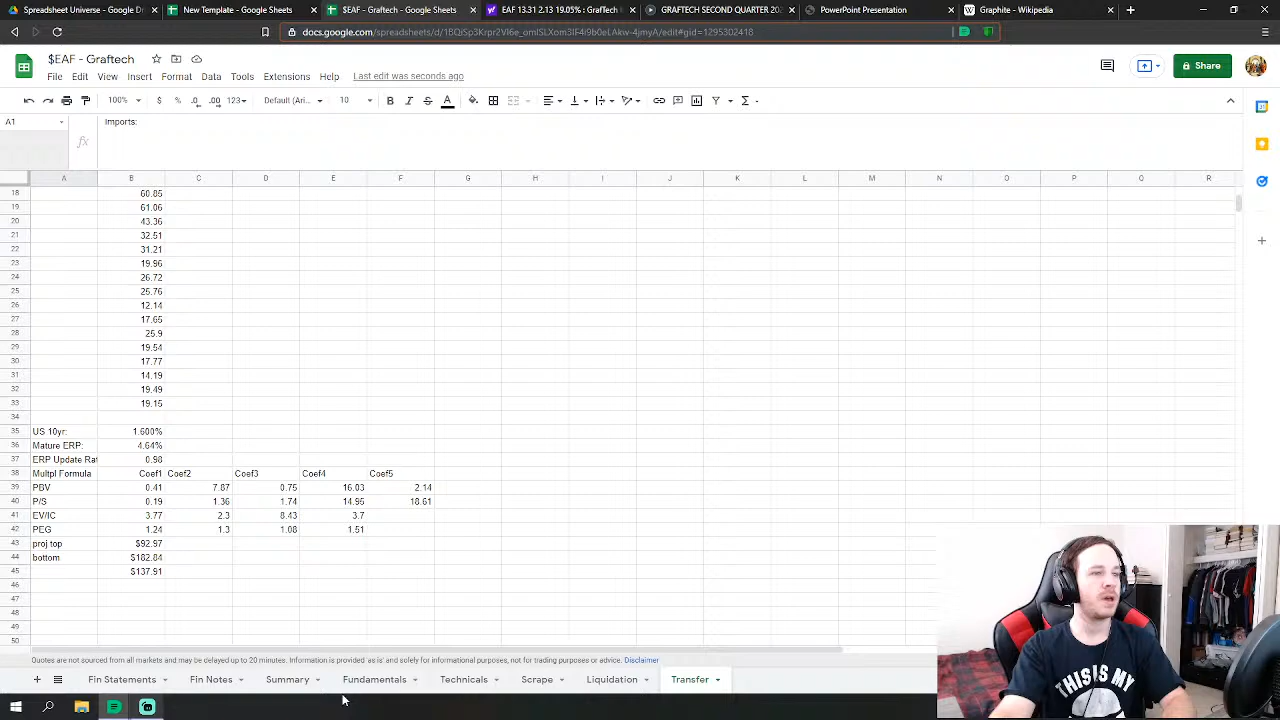 Spreadsheet Universe - Google Dr
New Template - Google Sheets
$EAF - Graftech - Google Sheets
EAF 13.31 2.13 19.05% : GrafTech I
GRAFTECH SECOND QUARTER 202
PowerPoint Presentation
Graphite - Wikipedia
docs.google.com/spreadsheets/d/
edit#gid=1295302418
$EAF - Graftech
File Edit View Insert Format Data Tools Extensions Help Last edit was seconds ago
Share
100% $ % .0 .00 123 Default (Ari... 10 B I S A
A1 fx Imports:
A B C D E F G H I J K L M N O P Q R
18 60.85
19 61.06
20 43.36
21 32.51
22 31.21
23 19.96
24 26.72
25 25.76
26 12.14
27 17.65
28 25.9
29 19.54
30 17.77
31 14.19
32 19.49
33 19.15
34
35 US 10yr: 1.600%
36 Mature ERP: 4.64%
37 ERP Update Rat 0.98
38 Multpl Formula Coef1 Coef2 Coef3 Coef4 Coef5
39 PBV 0.41 7.87 0.75 16.03 2.14
40 P/S 0.19 1.36 1.74 14.95 18.61
41 EV/IC 3.77 2.3 8.43 3.7
42 PEG 1.24 1.3 1.08 1.51
43 proj top $92.97
44 bottom $182.84
45 $137.91
46
47
48
49
50
Quotes are not sourced from all markets and may be delayed up to 20 minutes. Information is provided 'as is' and solely for informational purposes, not for trading purposes or advice. Disclaimer
Fin Statements Fin Notes Summary Fundamentals Technicals Scrape Liquidation Transfer
THIS IS MY